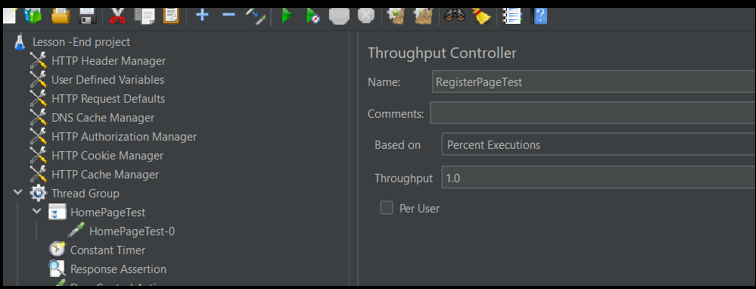 Lesson -End project
HTTP Header Manager
User Defined Variables
HTTP Request Defaults
DNS Cache Manager
HTTP Authorization Manager
HTTP Cookie Manager
HTTP Cache Manager
Thread Group
HomePageTest
HomePageTest-0
Constant Timer
Response Assertion
Throughput Controller
Name: RegisterPageTest
Comments:
Based on Percent Executions
Throughput 1.0
Per User